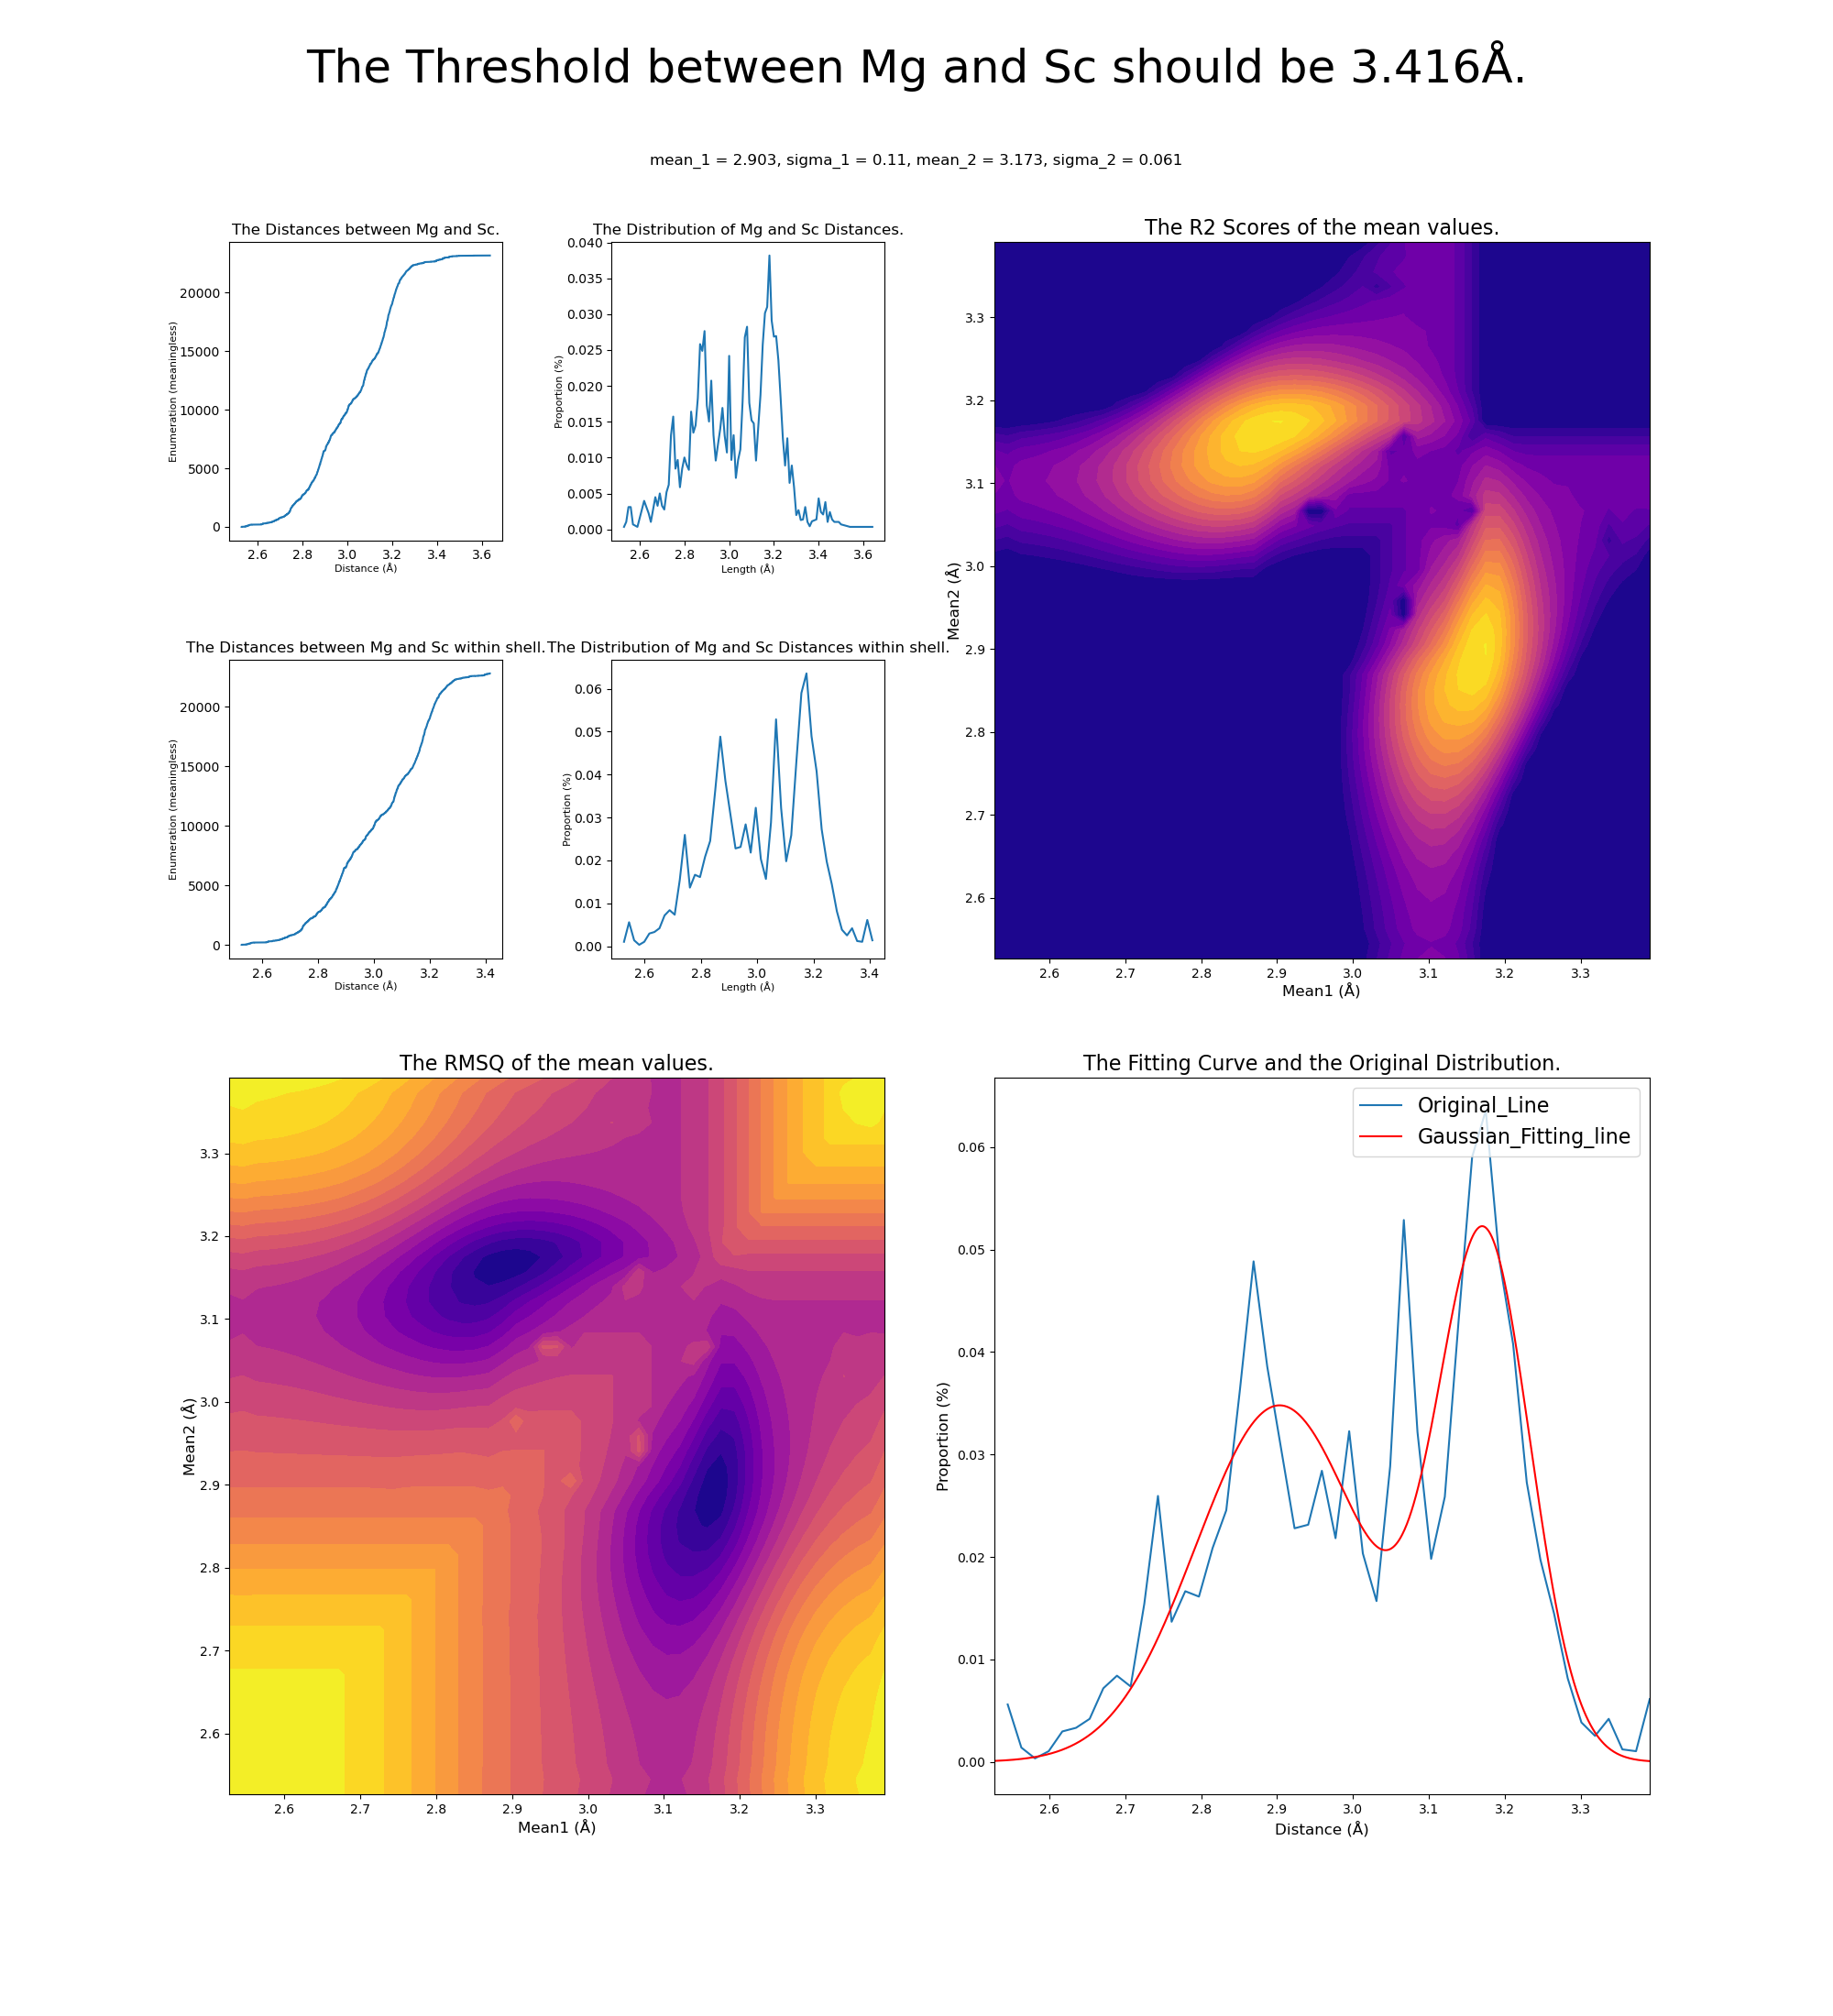 The Threshold between Mg and Sc should be 3.416Å.
mean_1 = 2.903, sigma_1 = 0.11, mean_2 = 3.173, sigma_2 = 0.061
The Distances between Mg and Sc.
20000
15000
10000
5000
0
Enumeration (meaningless)
2.6 2.8 3.0 3.2 3.4 3.6
Distance (Å)
The Distribution of Mg and Sc Distances.
0.040
0.035
0.030
0.025
0.020
0.015
0.010
0.005
0.000
Proportion (%)
2.6 2.8 3.0 3.2 3.4 3.6
Length (Å)
The R2 Scores of the mean values.
3.3
3.2
3.1
3.0
2.9
2.8
2.7
2.6
Mean2 (Å)
2.6 2.7 2.8 2.9 3.0 3.1 3.2 3.3
Mean1 (Å)
The Distances between Mg and Sc within shell.
20000
15000
10000
5000
0
Enumeration (meaningless)
2.6 2.8 3.0 3.2 3.4
Distance (Å)
The Distribution of Mg and Sc Distances within shell.
0.06
0.05
0.04
0.03
0.02
0.01
0.00
Proportion (%)
2.6 2.8 3.0 3.2 3.4
Length (Å)
The RMSQ of the mean values.
3.3
3.2
3.1
3.0
2.9
2.8
2.7
2.6
Mean2 (Å)
2.6 2.7 2.8 2.9 3.0 3.1 3.2 3.3
Mean1 (Å)
The Fitting Curve and the Original Distribution.
Original_Line
Gaussian_Fitting_line
0.06
0.05
0.04
0.03
0.02
0.01
0.00
Proportion (%)
2.6 2.7 2.8 2.9 3.0 3.1 3.2 3.3
Distance (Å)